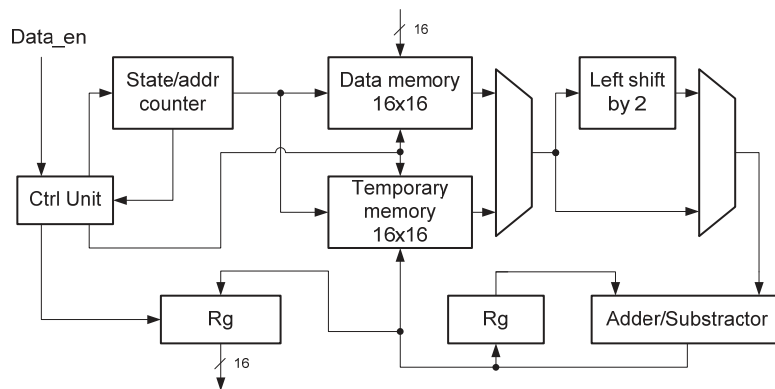 16
Data_en
State/addr
counter
Data memory
16x16
Left shift
by 2
Ctrl Unit
Temporary
memory
16x16
Rg
Rg
Adder/Substractor
16